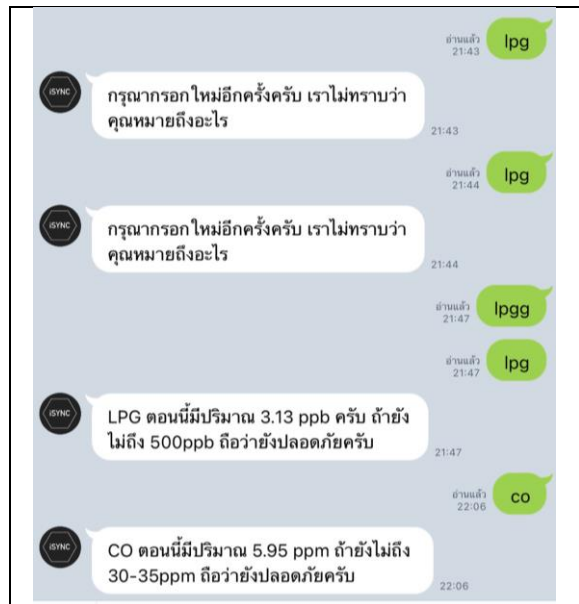 อ่านแล้ว
21:43
lpg
iSYNC
กรุณากรอกใหม่อีกครั้งครับ เราไม่ทราบว่า
คุณหมายถึงอะไร
21:43
อ่านแล้ว
21:44
lpg
iSYNC
กรุณากรอกใหม่อีกครั้งครับ เราไม่ทราบว่า
คุณหมายถึงอะไร
21:44
อ่านแล้ว
21:47
lpgg
อ่านแล้ว
21:47
lpg
iSYNC
LPG ตอนนี้มีปริมาณ 3.13 ppb ครับ ถ้ายัง
ไม่ถึง 500ppb ถือว่ายังปลอดภัยครับ
21:47
อ่านแล้ว
22:06
co
iSYNC
CO ตอนนี้มีปริมาณ 5.95 ppm ถ้ายังไม่ถึง
30-35ppm ถือว่ายังปลอดภัยครับ
22:06